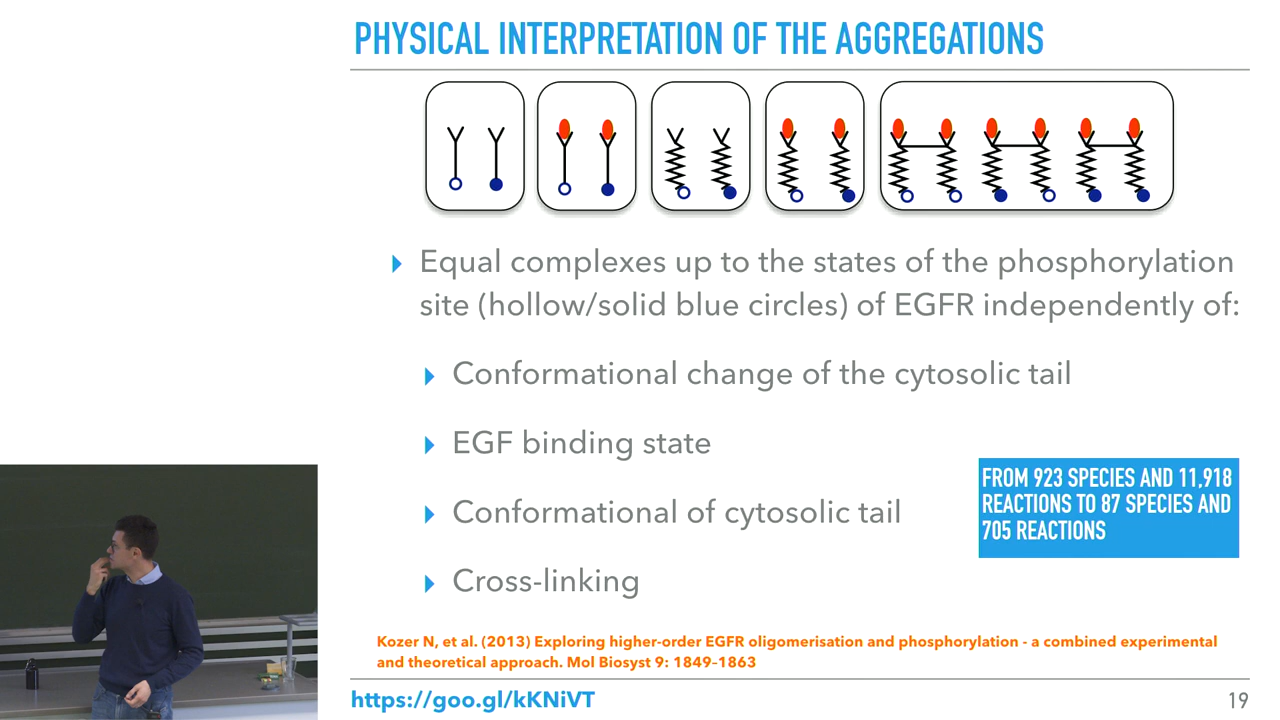 PHYSICAL INTERPRETATION OF THE AGGREGATIONS
Equal complexes up to the states of the phosphorylation
site (hollow/solid blue circles) of EGFR independently of:
Conformational change of the cytosolic tail
EGF binding state
Conformational of cytosolic tail
Cross-linking
FROM 923 SPECIES AND 11,918
REACTIONS TO 87 SPECIES AND
705 REACTIONS
Kozer N, et al. (2013) Exploring higher-order EGFR oligomerisation and phosphorylation - a combined experimental
and theoretical approach. Mol Biosyst 9: 1849–1863
https://goo.gl/kKNiVT
19